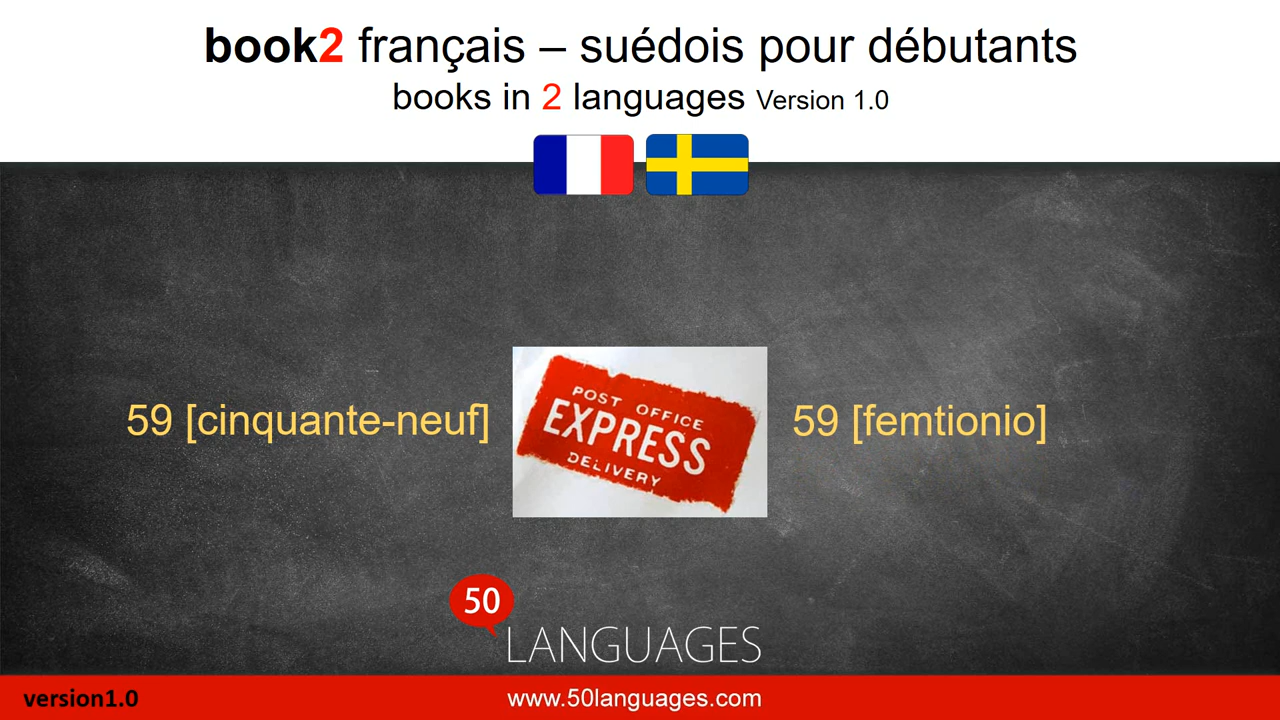 book2 français – suédois pour débutants
books in 2 languages Version 1.0
59 [cinquante-neuf]
POST OFFICE
EXPRESS
DELIVERY
59 [femtionio]
50
LANGUAGES
version1.0
www.50languages.com